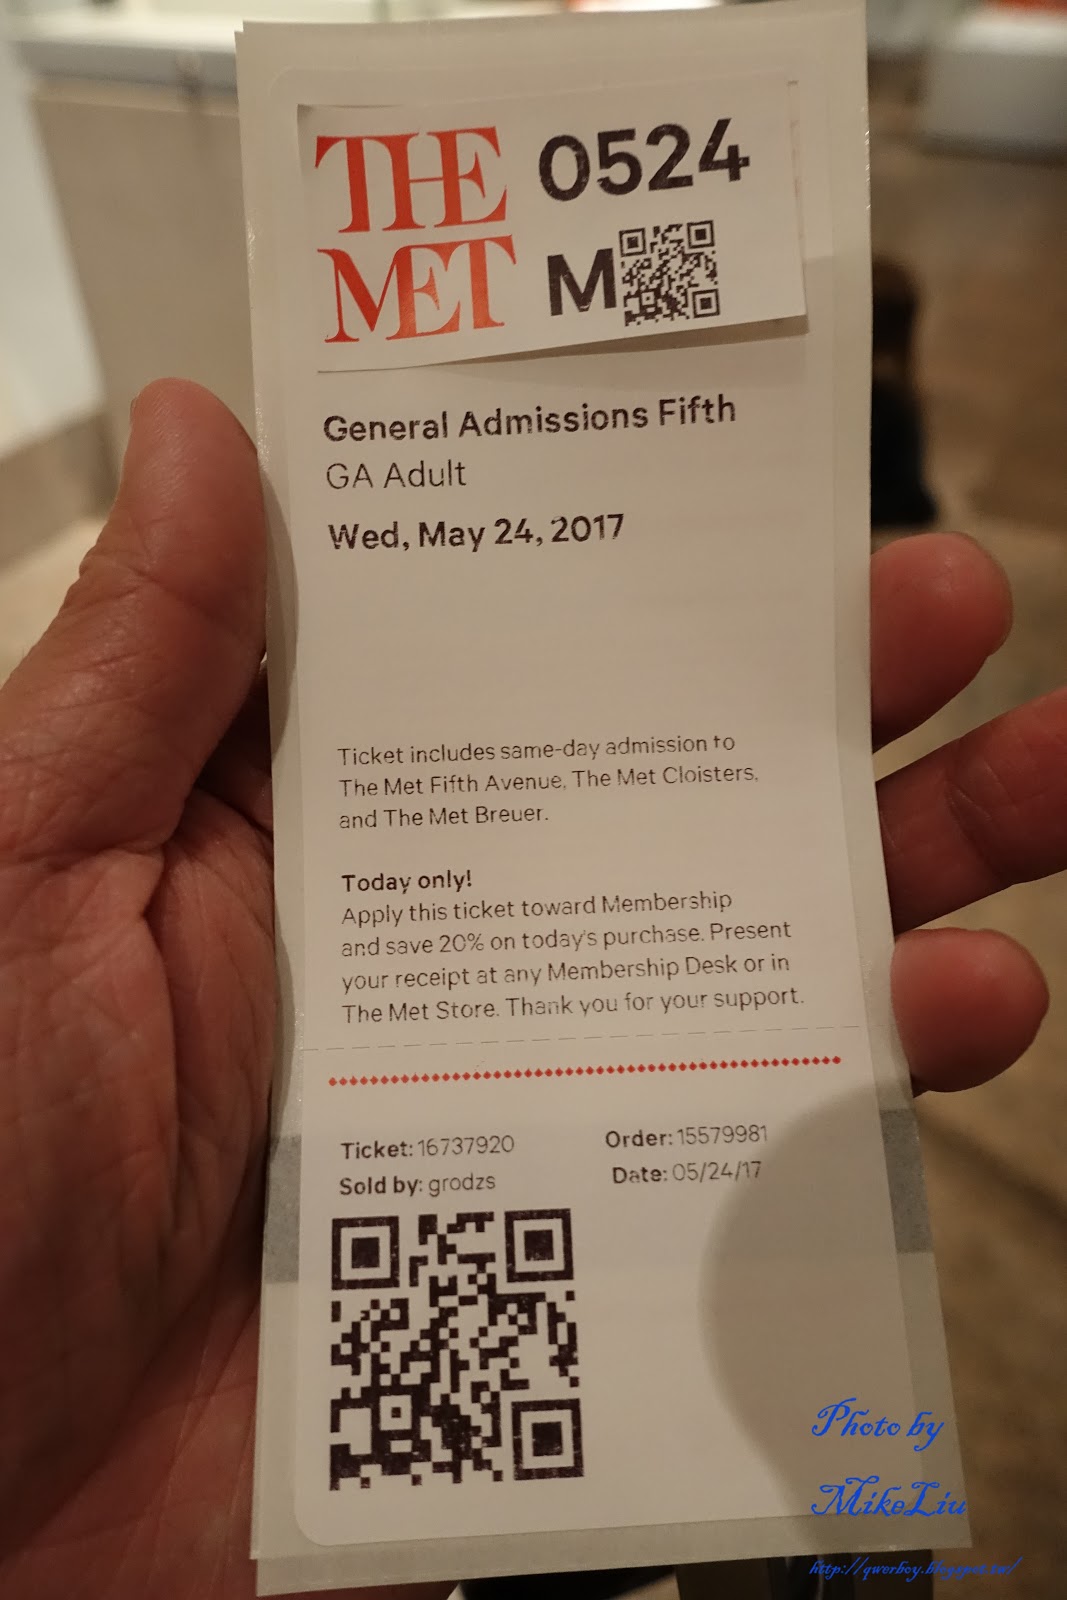 THE MET
0524
M
General Admissions Fifth
GA Adult
Wed, May 24, 2017
Ticket includes same-day admission to
The Met Fifth Avenue, The Met Cloisters,
and The Met Breuer.
Today only!
Apply this ticket toward Membership
and save 20% on today's purchase. Present
your receipt at any Membership Desk or in
The Met Store. Thank you for your support.
Ticket: 16737920 Order: 15579981
Sold by: grodzs Date: 05/24/17
Photo by
MikeLiu
http://qwerboy.blogspot.tw/